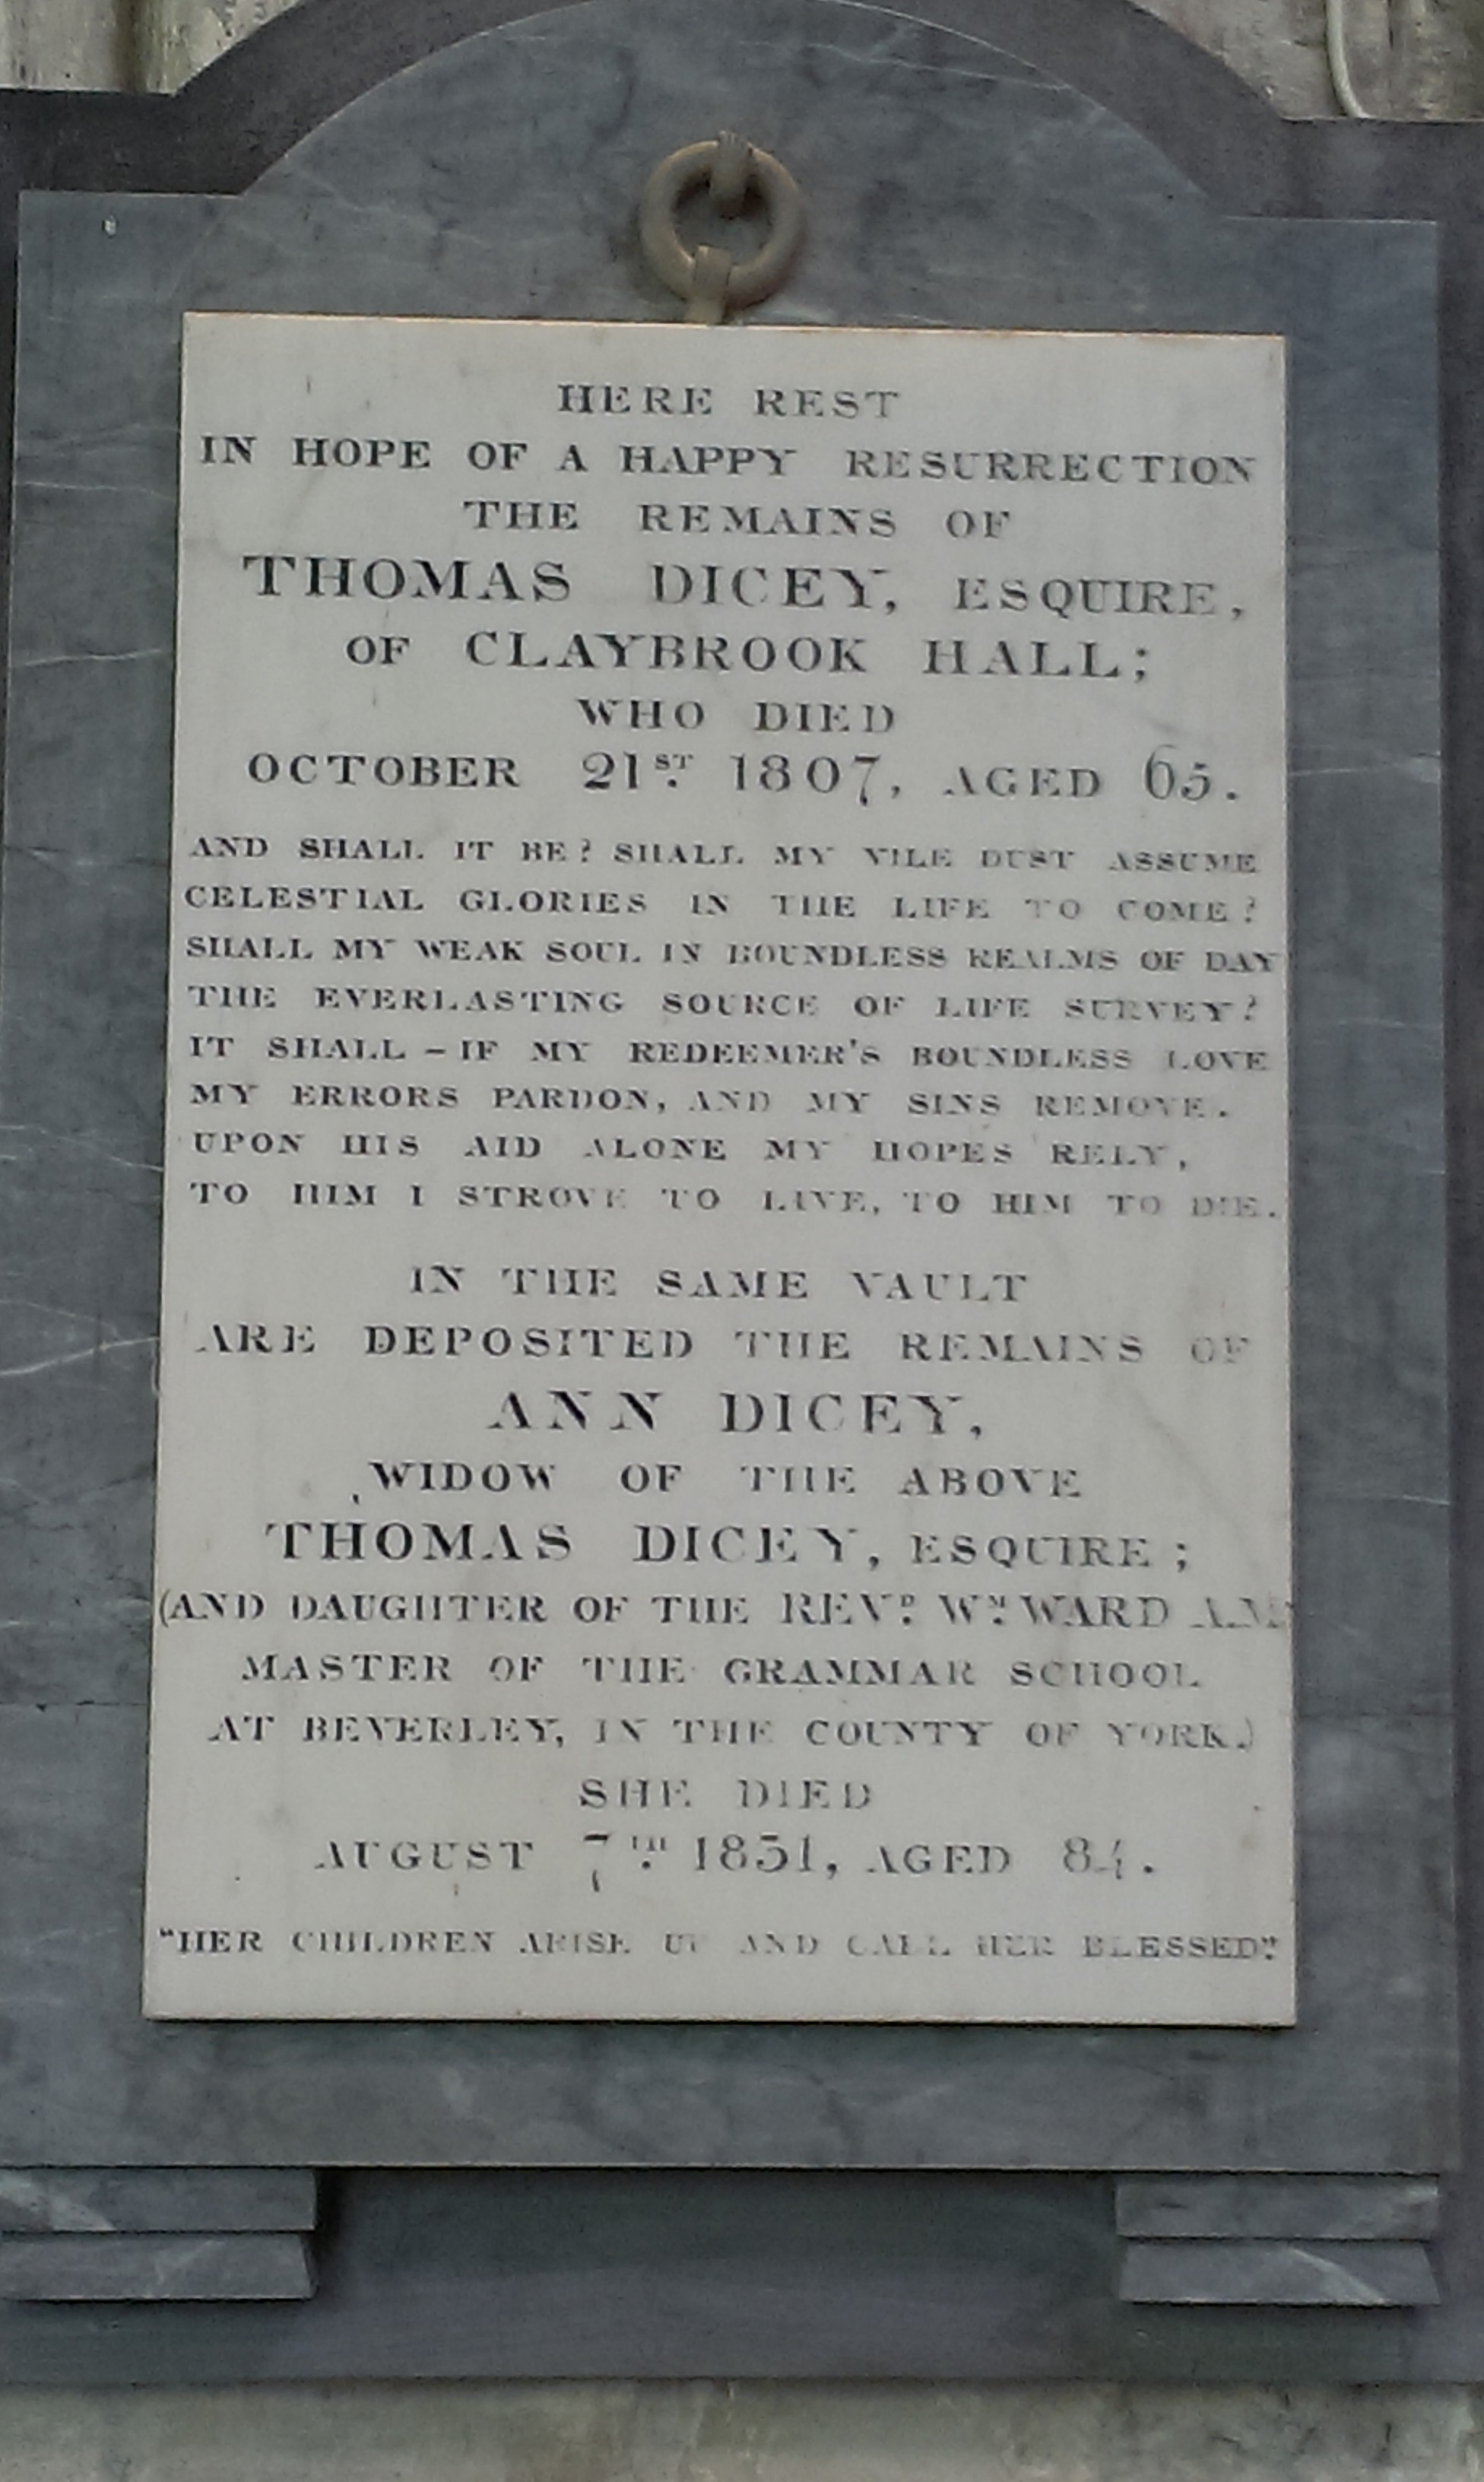 HERE REST
IN HOPE OF A HAPPY RESURRECTION
THE REMAINS OF
THOMAS DICEY, ESQUIRE,
OF CLAYBROOK HALL;
WHO DIED
OCTOBER 21ST. 1807, AGED 65.
AND SHALL IT BE? SHALL MY VILE DUST ASSUME
CELESTIAL GLORIES IN THE LIFE TO COME?
SHALL MY WEAK SOUL IN BOUNDLESS REALMS OF DAY
THE EVERLASTING SOURCE OF LIFE SURVEY?
IT SHALL – IF MY REDEEMER'S BOUNDLESS LOVE
MY ERRORS PARDON, AND MY SINS REMOVE.
UPON HIS AID ALONE MY HOPES RELY,
TO HIM I STROVE TO LIVE, TO HIM TO DIE.
IN THE SAME VAULT
ARE DEPOSITED THE REMAINS OF
ANN DICEY,
WIDOW OF THE ABOVE
THOMAS DICEY, ESQUIRE;
(AND DAUGHTER OF THE REVD. WM. WARD A.M.
MASTER OF THE GRAMMAR SCHOOL
AT BEVERLEY, IN THE COUNTY OF YORK.)
SHE DIED
AUGUST 7TH. AGED 84.
"HER CHILDREN ARISE UP AND CALL HER BLESSED"